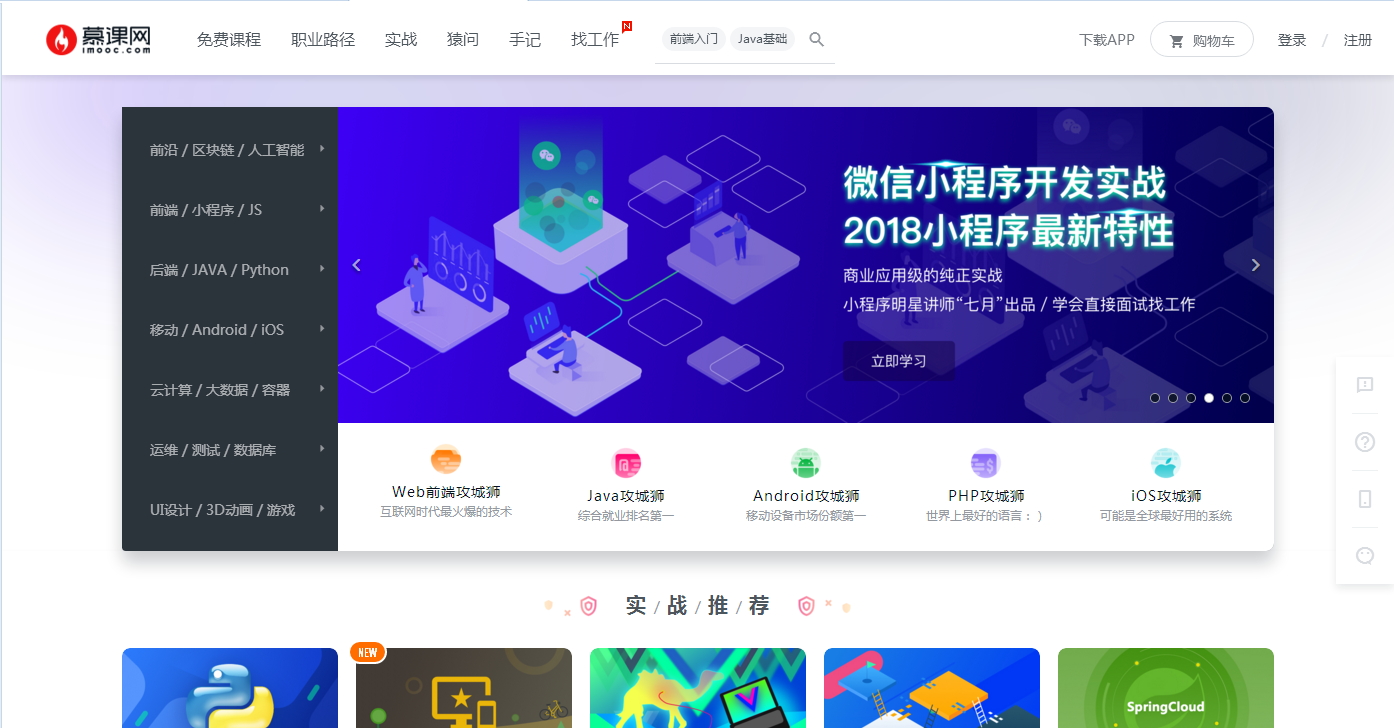 慕课网
imooc.com
免费课程 职业路径 实战 猿问 手记 找工作 N
前端入门 Java基础
下载APP 购物车 登录 / 注册
前沿 / 区块链 / 人工智能
前端 / 小程序 / JS
后端 / JAVA / Python
移动 / Android / iOS
云计算 / 大数据 / 容器
运维 / 测试 / 数据库
UI设计 / 3D动画 / 游戏
微信小程序开发实战
2018小程序最新特性
商业应用级的纯正实战
小程序明星讲师“七月”出品 / 学会直接面试找工作
立即学习
Web前端攻城狮
互联网时代最火爆的技术
Java攻城狮
综合就业排名第一
Android攻城狮
移动设备市场份额第一
PHP攻城狮
世界上最好的语言：）
iOS攻城狮
可能是全球最好用的系统
实 / 战 / 推 / 荐
NEW
SpringCloud